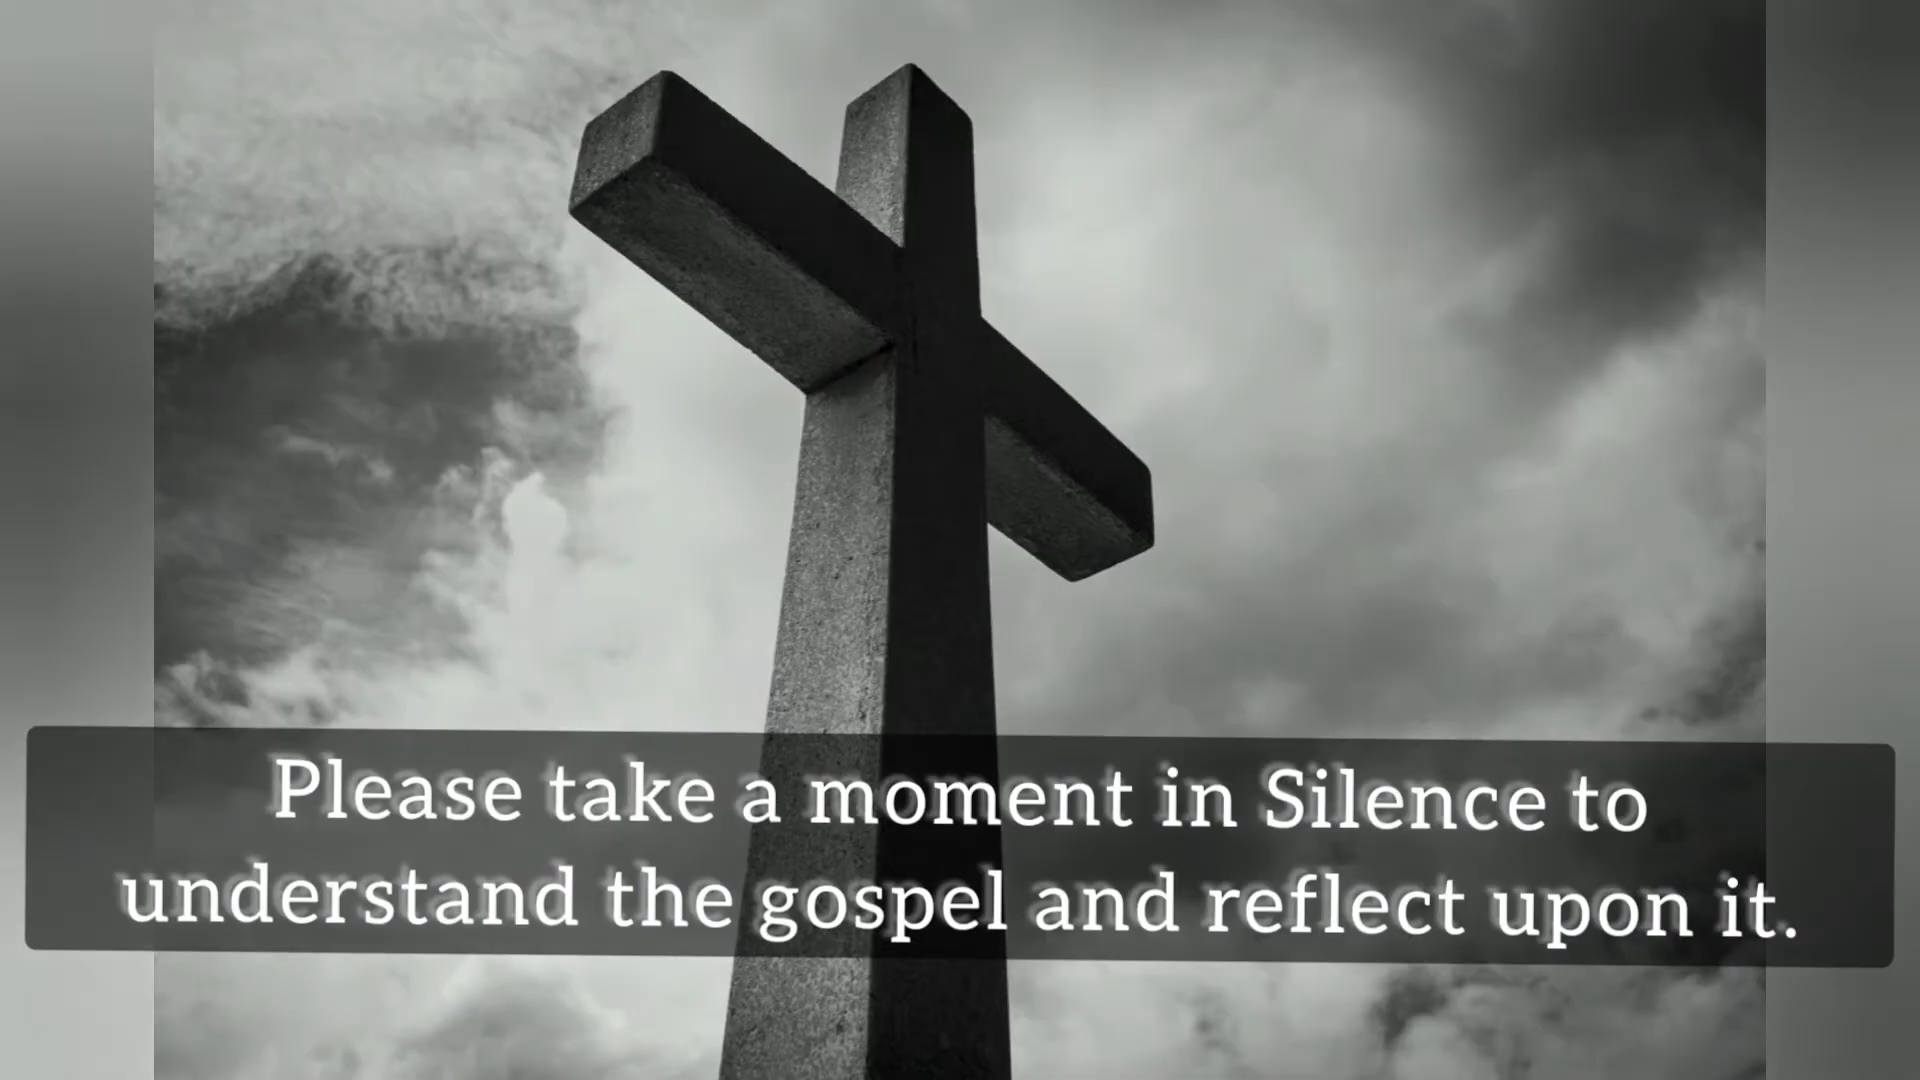 Please take a moment in Silence to
understand the gospel and reflect upon it.